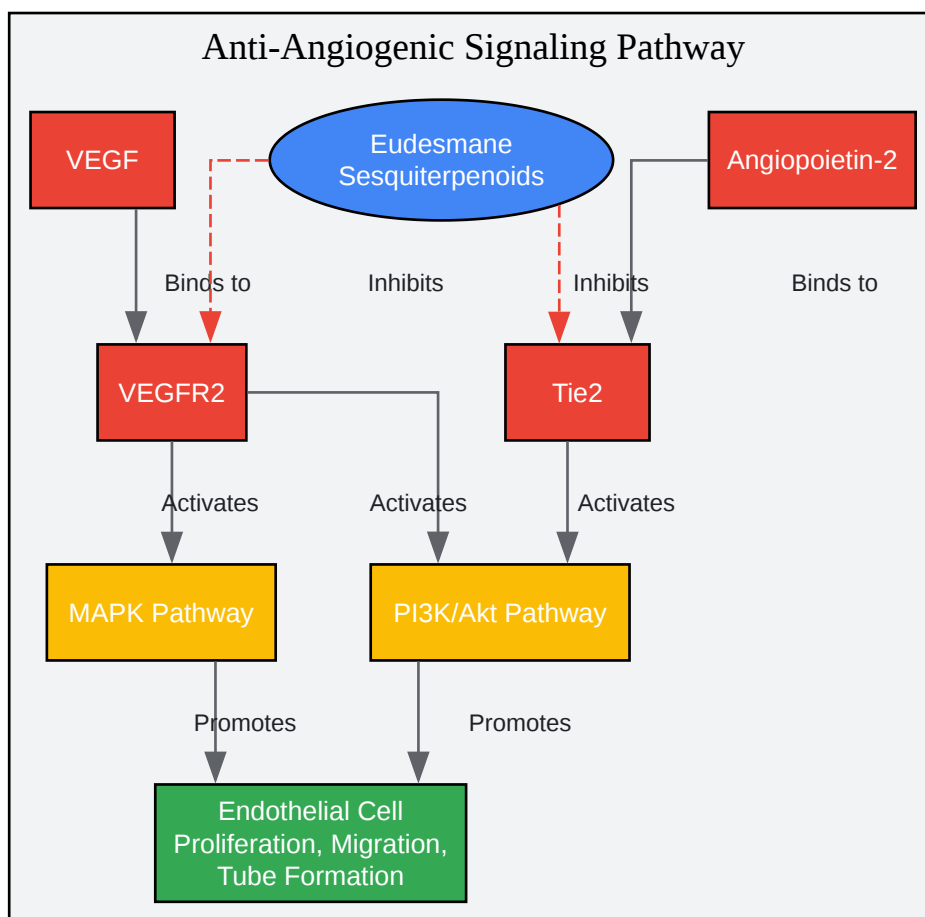 Anti-Angiogenic Signaling Pathway
VEGF
Eudesmane
Sesquiterpenoids
Angiopoietin-2
Binds to
Inhibits
Inhibits
Binds to
VEGFR2
Tie2
Activates
Activates
Activates
MAPK Pathway
PI3K/Akt Pathway
Promotes
Promotes
Endothelial Cell
Proliferation, Migration,
Tube Formation